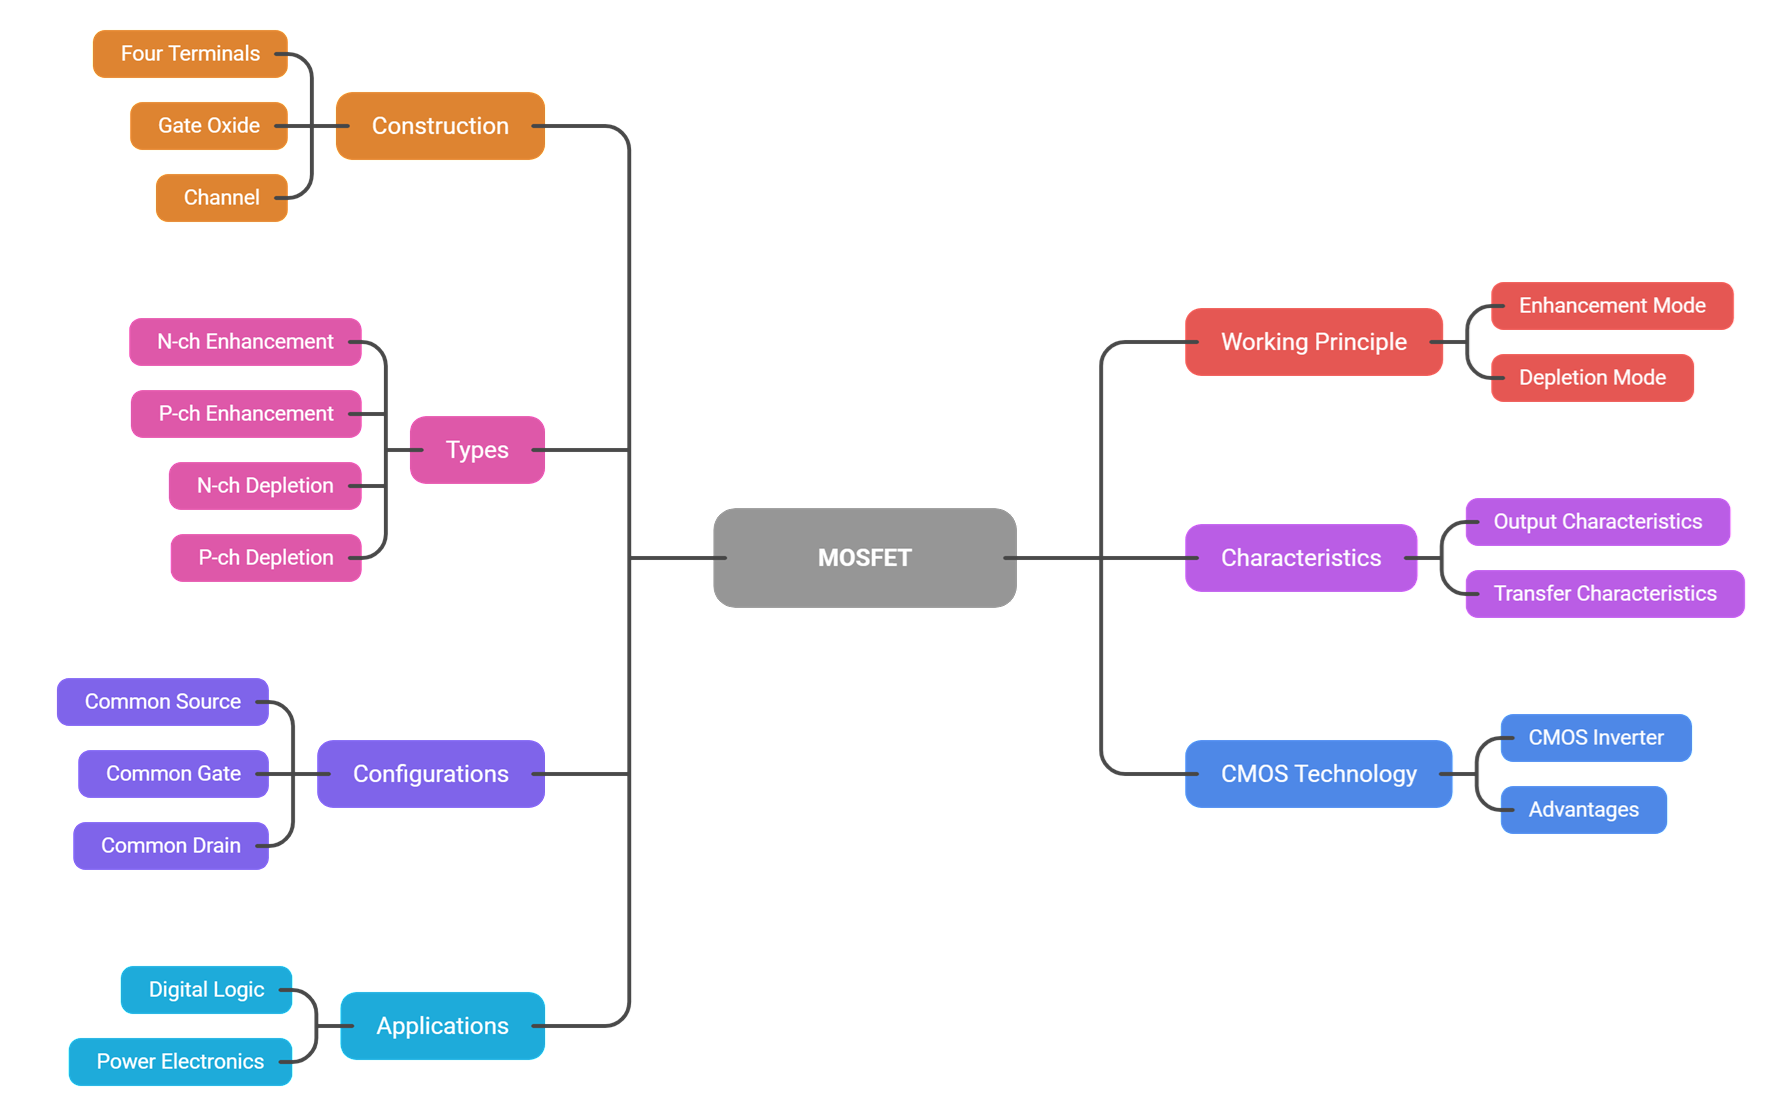 MOSFET
Construction
Four Terminals
Gate Oxide
Channel
Types
N-ch Enhancement
P-ch Enhancement
N-ch Depletion
P-ch Depletion
Configurations
Common Source
Common Gate
Common Drain
Applications
Digital Logic
Power Electronics
Working Principle
Enhancement Mode
Depletion Mode
Characteristics
Output Characteristics
Transfer Characteristics
CMOS Technology
CMOS Inverter
Advantages